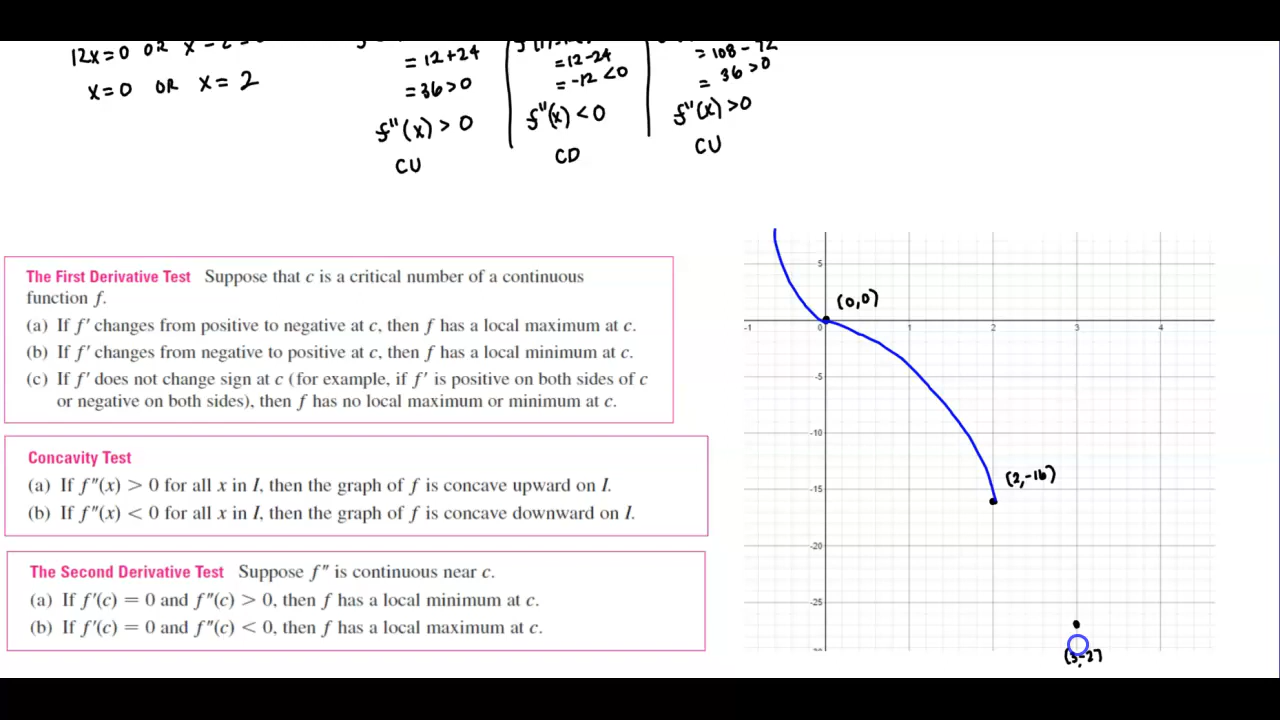 12x=0 OR
x=0 OR x=2
=12+24
=36>0
f"(x)>0
CU
=12-24
=-12<0
f"(x)<0
CD
=108-72
=36>0
f"(x)>0
CU
The First Derivative Test Suppose that c is a critical number of a continuous
function f.
(a) If f′ changes from positive to negative at c, then f has a local maximum at c.
(b) If f′ changes from negative to positive at c, then f has a local minimum at c.
(c) If f′ does not change sign at c (for example, if f′ is positive on both sides of c
or negative on both sides), then f has no local maximum or minimum at c.
Concavity Test
(a) If f″(x) > 0 for all x in I, then the graph of f is concave upward on I.
(b) If f″(x) < 0 for all x in I, then the graph of f is concave downward on I.
The Second Derivative Test Suppose f″ is continuous near c.
(a) If f′(c) = 0 and f″(c) > 0, then f has a local minimum at c.
(b) If f′(c) = 0 and f″(c) < 0, then f has a local maximum at c.
5
(0,0)
-1 0 1 2 3 4
-5
-10
(2,-16)
-15
-20
-25
(3,-27